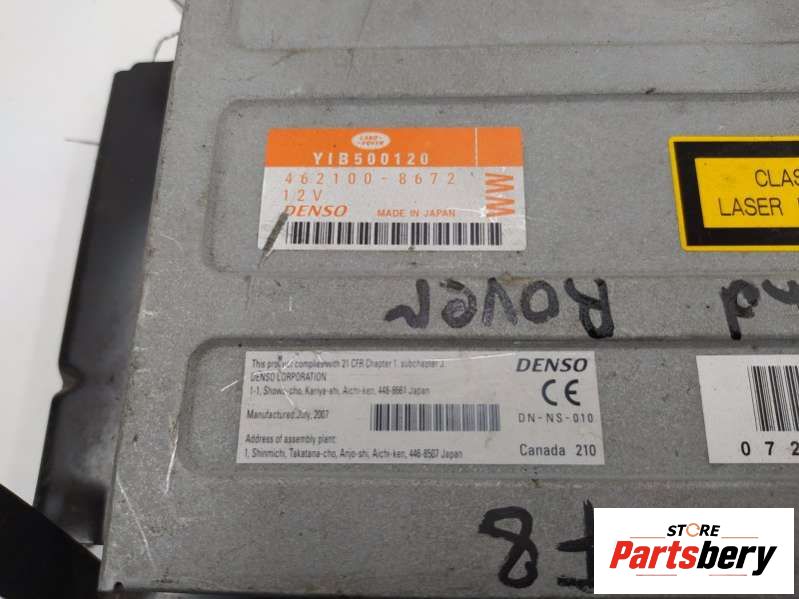 LAND-
-ROVER
YIB500120
462100-8672
12V
DENSO MADE IN JAPAN
WW
CLAS
LASER
nd Rover
This product complies with 21 CFR Chapter 1, subchapter J.
DENSO CORPORATION
1-1, Showa-cho, Kariya-shi, Aichi-ken, 448-8661 Japan
Manufactured:July, 2007
Address of assembly plant:
1, Shinmichi, Takatana-cho, Anjo-shi, Aichi-ken, 446-8507 Japan
DENSO
CE
DN-NS-010
Canada 210
072
F8
STORE
Partsbery